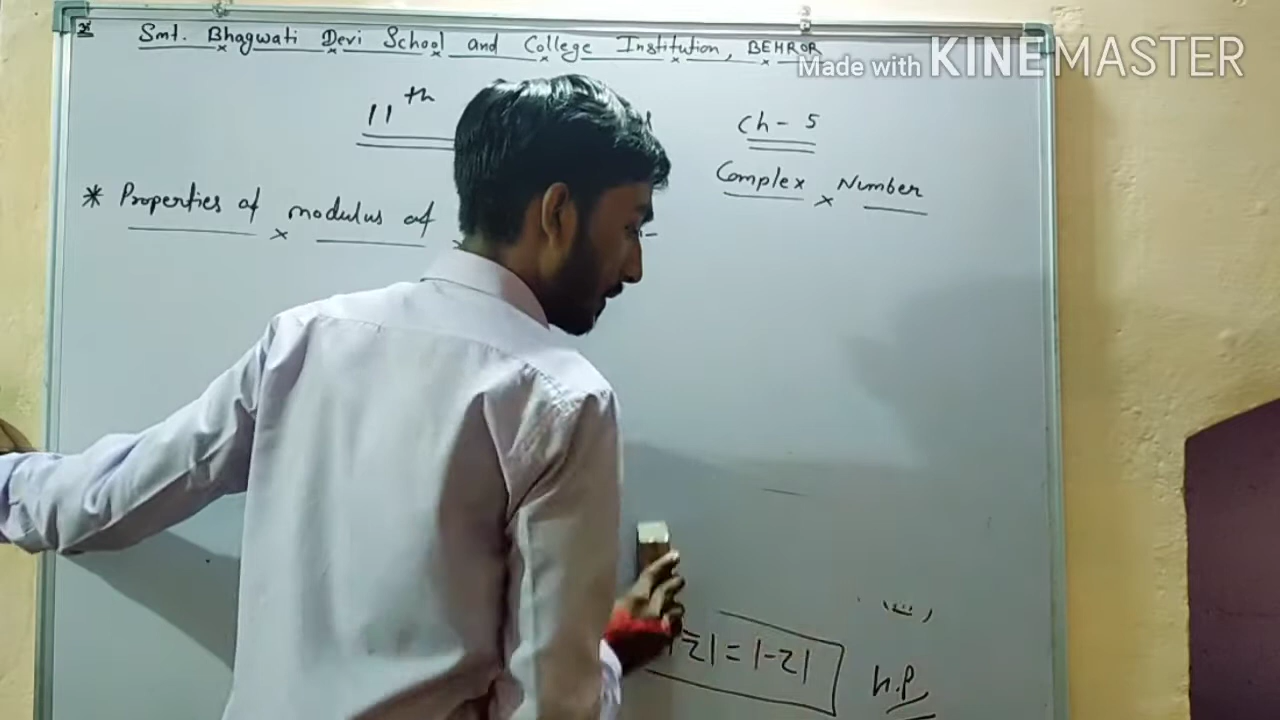 Smt. Bhagwati Devi School and College Institution, BEHROR
Made with KINEMASTER
11th
Ch - 5
Complex Number
* Properties of modulus of
z̄| = |-z|
H.P